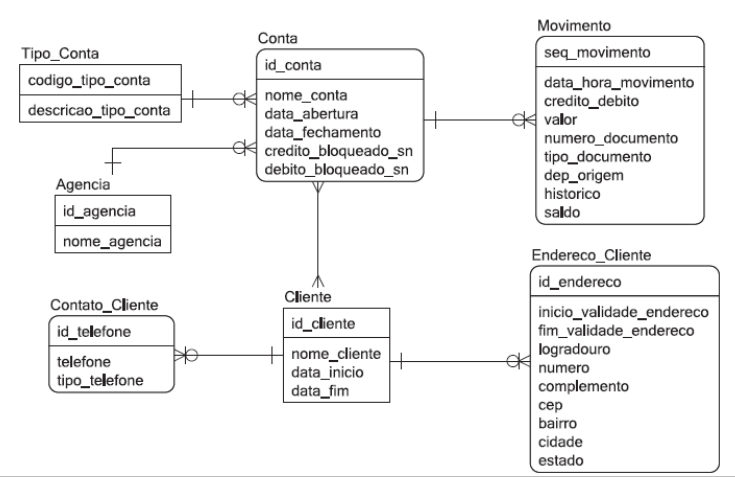 Tipo_Conta
codigo_tipo_conta
descricao_tipo_conta
Conta
id_conta
nome_conta
data_abertura
data_fechamento
credito_bloqueado_sn
debito_bloqueado_sn
Movimento
seq_movimento
data_hora_movimento
credito_debito
valor
numero_documento
tipo_documento
dep_origem
historico
saldo
Agencia
id_agencia
nome_agencia
Contato_Cliente
id_telefone
telefone
tipo_telefone
Cliente
id_cliente
nome_cliente
data_inicio
data_fim
Endereco_Cliente
id_endereco
inicio_validade_endereco
fim_validade_endereco
logradouro
numero
complemento
cep
bairro
cidade
estado